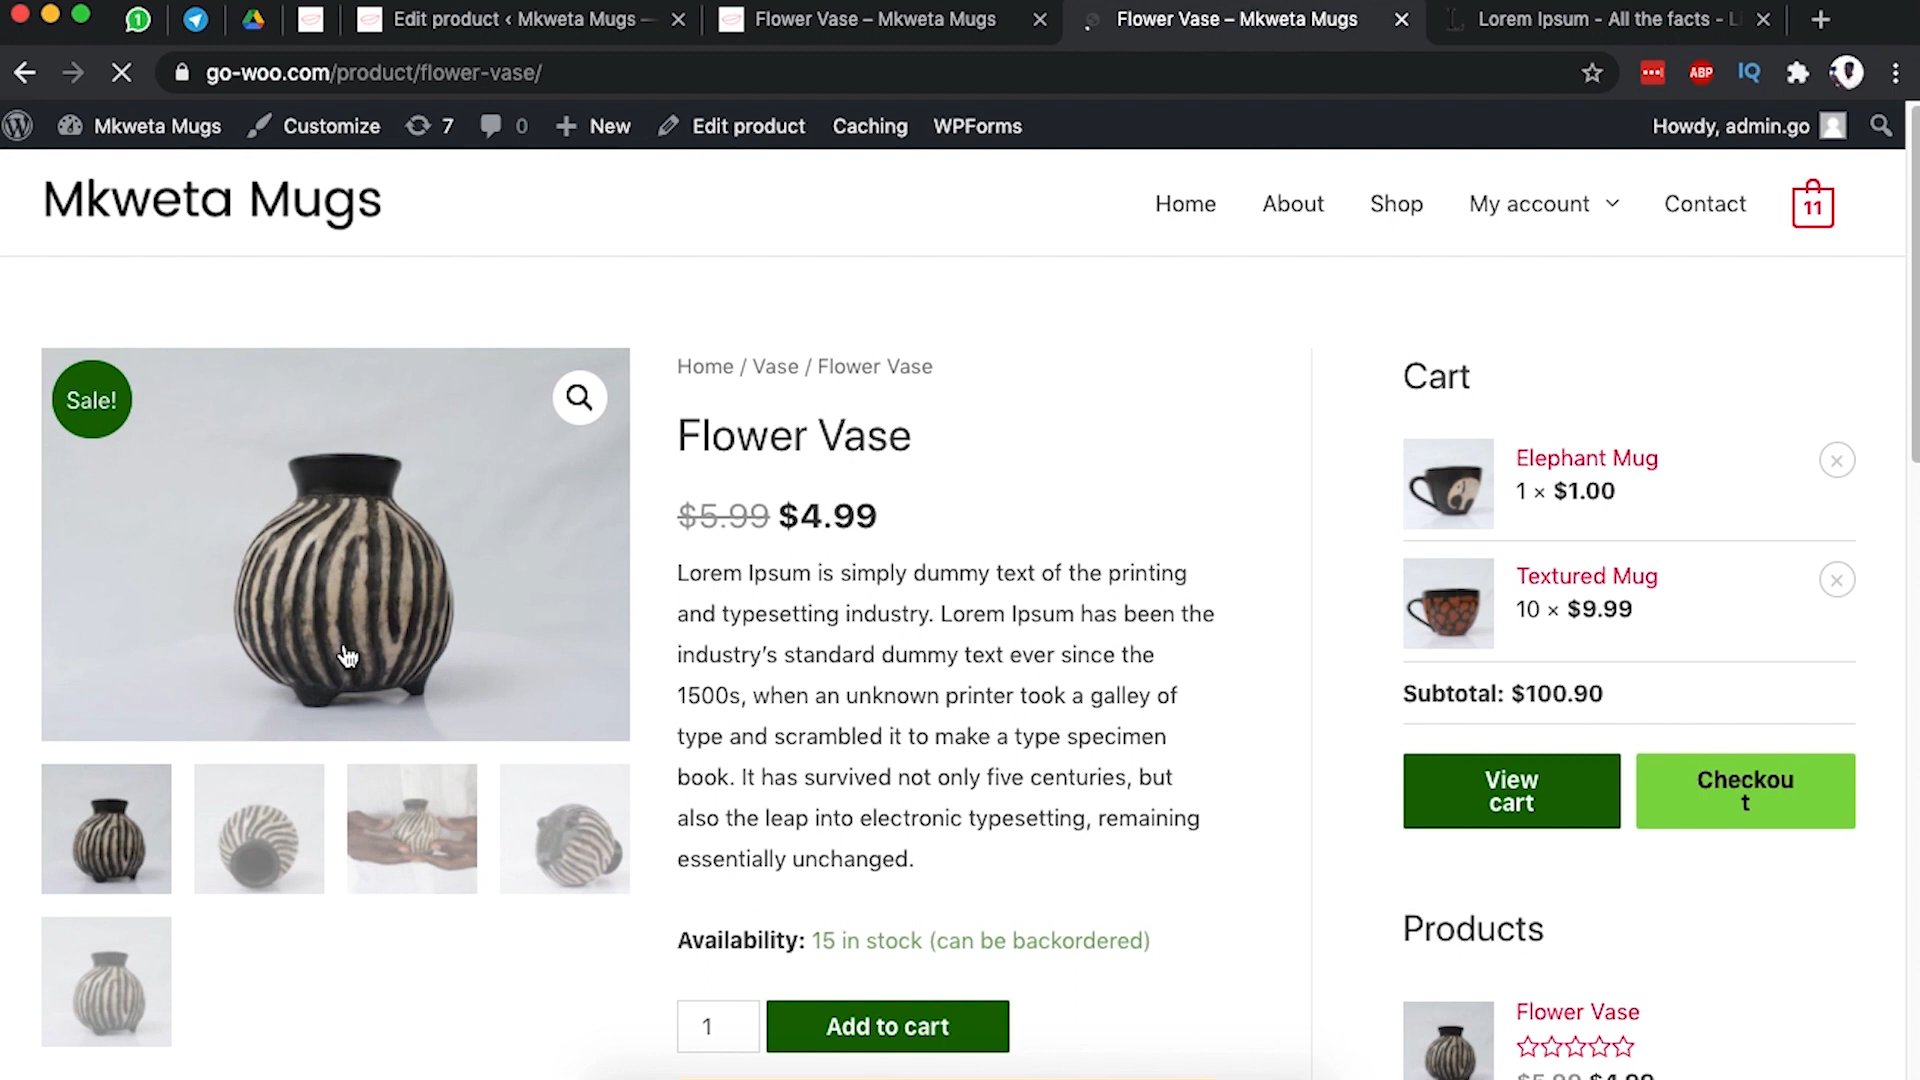 1
Edit product ‹ Mkweta Mugs —
Flower Vase – Mkweta Mugs
Flower Vase – Mkweta Mugs
Lorem Ipsum - All the facts - L
go-woo.com/product/flower-vase/
ABP
IQ
Mkweta Mugs
Customize
7
0
New
Edit product
Caching
WPForms
Howdy, admin.go
Mkweta Mugs
Home
About
Shop
My account
Contact
11
Sale!
Home / Vase / Flower Vase
Flower Vase
$5.99 $4.99
Lorem Ipsum is simply dummy text of the printing
and typesetting industry. Lorem Ipsum has been the
industry’s standard dummy text ever since the
1500s, when an unknown printer took a galley of
type and scrambled it to make a type specimen
book. It has survived not only five centuries, but
also the leap into electronic typesetting, remaining
essentially unchanged.
Availability: 15 in stock (can be backordered)
1
Add to cart
Cart
Elephant Mug
1 × $1.00
Textured Mug
10 × $9.99
Subtotal: $100.90
View
cart
Checkou
t
Products
Flower Vase
$5.99 $4.99